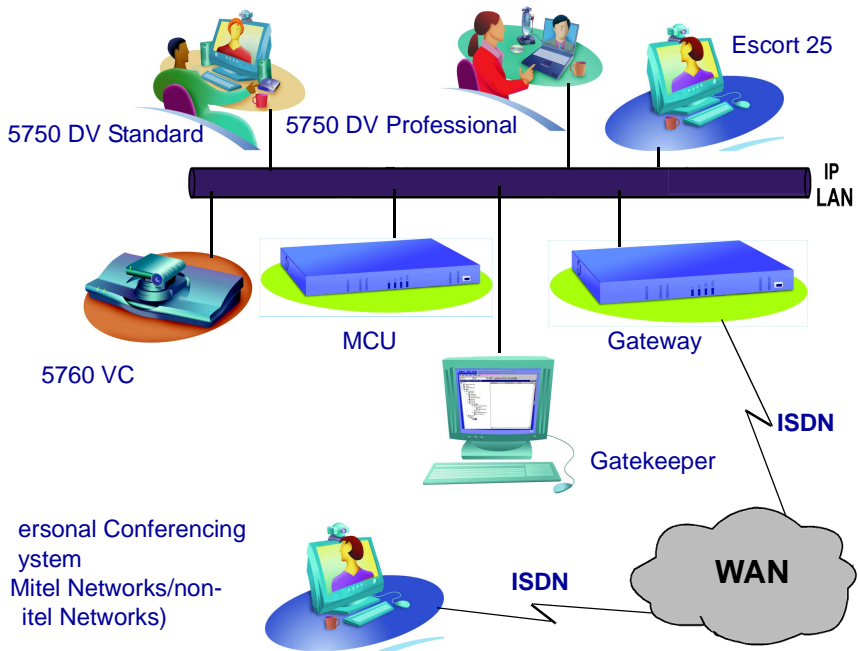 Escort 25
5750 DV Standard
5750 DV Professional
IP
LAN
MCU
Gateway
5760 VC
ISDN
Gatekeeper
ersonal Conferencing
ystem
Mitel Networks/non-
itel Networks)
ISDN
WAN